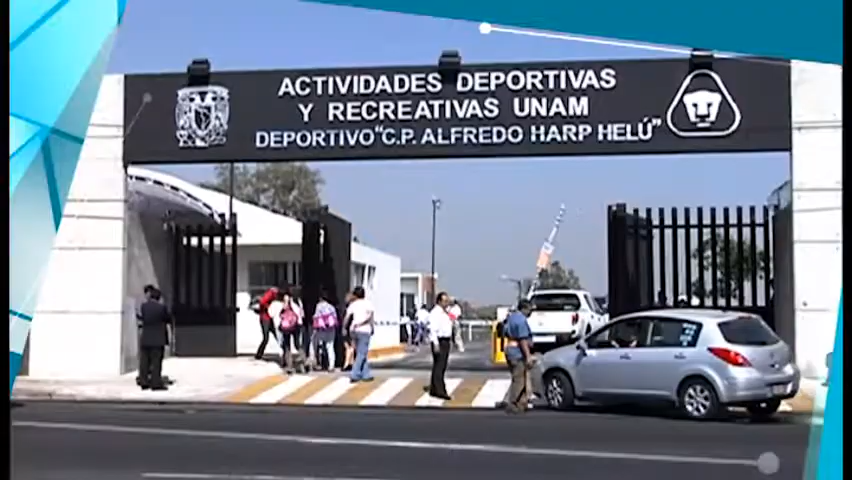 ACTIVIDADES DEPORTIVAS
Y RECREATIVAS UNAM
DEPORTIVO "C.P. ALFREDO HARP HELÚ"